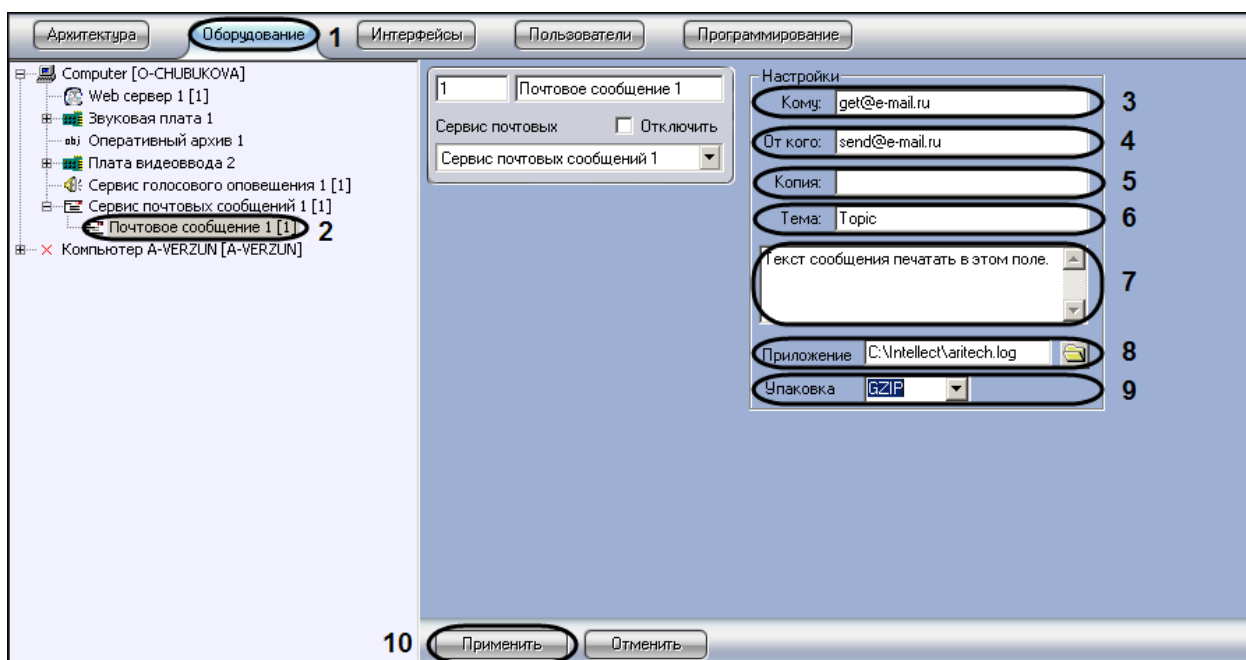 Архитектура Оборудование 1 Интерфейсы Пользователи Программирование
Computer [O-CHUBUKOVA]
Web сервер 1 [1]
Звуковая плата 1
obj Оперативный архив 1
Плата видеоввода 2
Сервис голосового оповещения 1 [1]
Сервис почтовых сообщений 1 [1]
Почтовое сообщение 1 [1] 2
Компьютер A-VERZUN [A-VERZUN]
1 Почтовое сообщение 1
Сервис почтовых Отключить
Сервис почтовых сообщений 1
Настройки
Кому: get@e-mail.ru 3
От кого: send@e-mail.ru 4
Копия: 5
Тема: Topic 6
Текст сообщения печатать в этом поле. 7
Приложение C:\Intellect\aritech.log 8
Упаковка GZIP 9
10 Применить Отменить